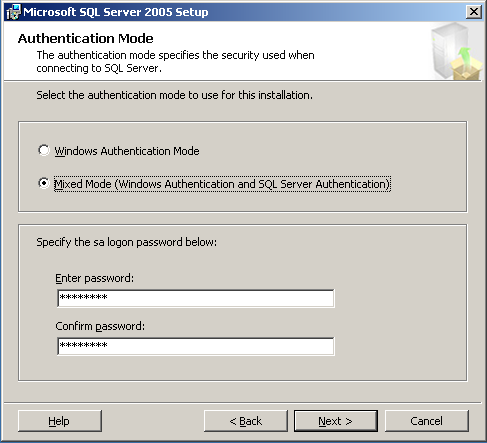 Microsoft SQL Server 2005 Setup
Authentication Mode
The authentication mode specifies the security used when
connecting to SQL Server.
Select the authentication mode to use for this installation.
Windows Authentication Mode
Mixed Mode (Windows Authentication and SQL Server Authentication)
Specify the sa logon password below:
Enter password:
********
Confirm password:
********
Help
< Back
Next >
Cancel